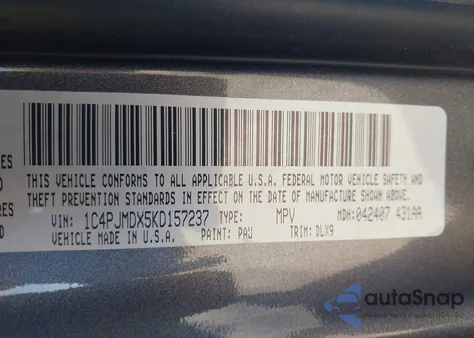 ES
D
THIS VEHICLE CONFORMS TO ALL APPLICABLE U.S.A. FEDERAL MOTOR VEHICLE SAFETY AND
THEFT PREVENTION STANDARDS IN EFFECT ON THE DATE OF MANUFACTURE SHOWN ABOVE.
VIN: 1C4PJMDX5KD157237 TYPE: MPV MDH: 042407 431AA
VEHICLE MADE IN U.S.A. PAINT: PAU TRIM: DLX9
autoSnap